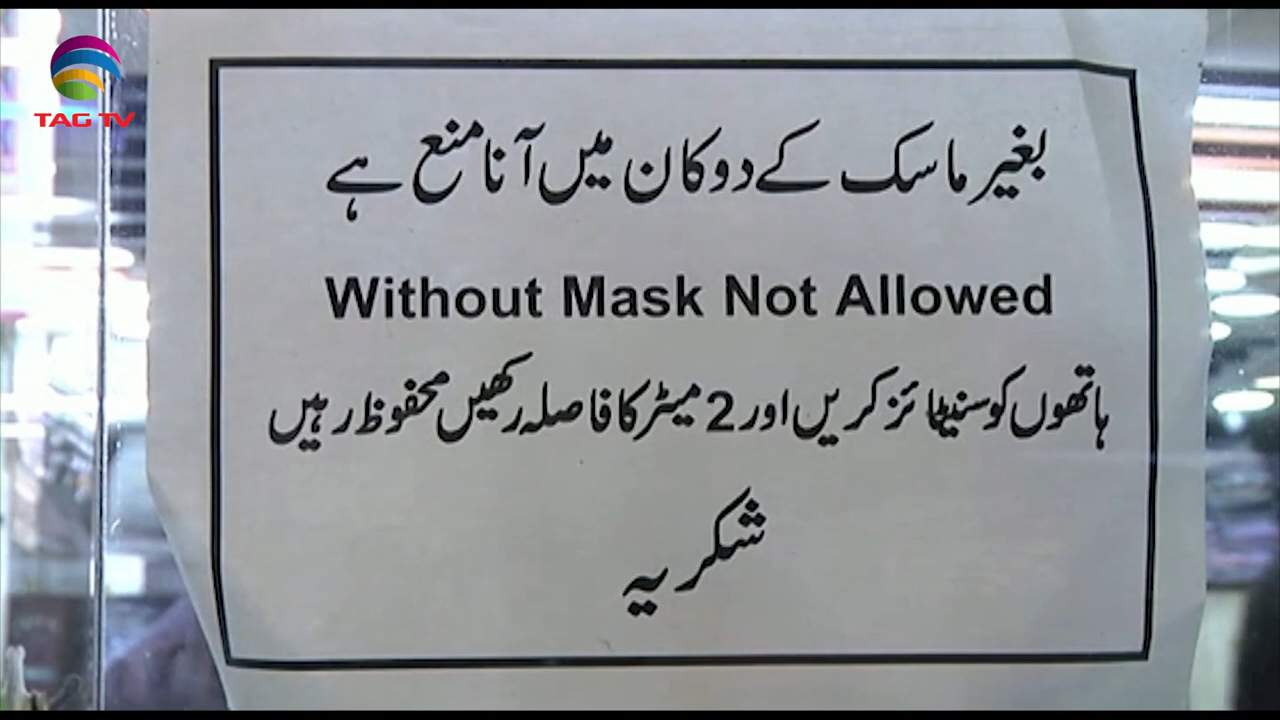 TAG TV
بغیر ماسک کے دوکان میں آنا منع ہے
Without Mask Not Allowed
ہاتھوں کو سنیٹائز کریں اور 2 میٹر کا فاصلہ رکھیں محفوظ رہیں
شکریہ